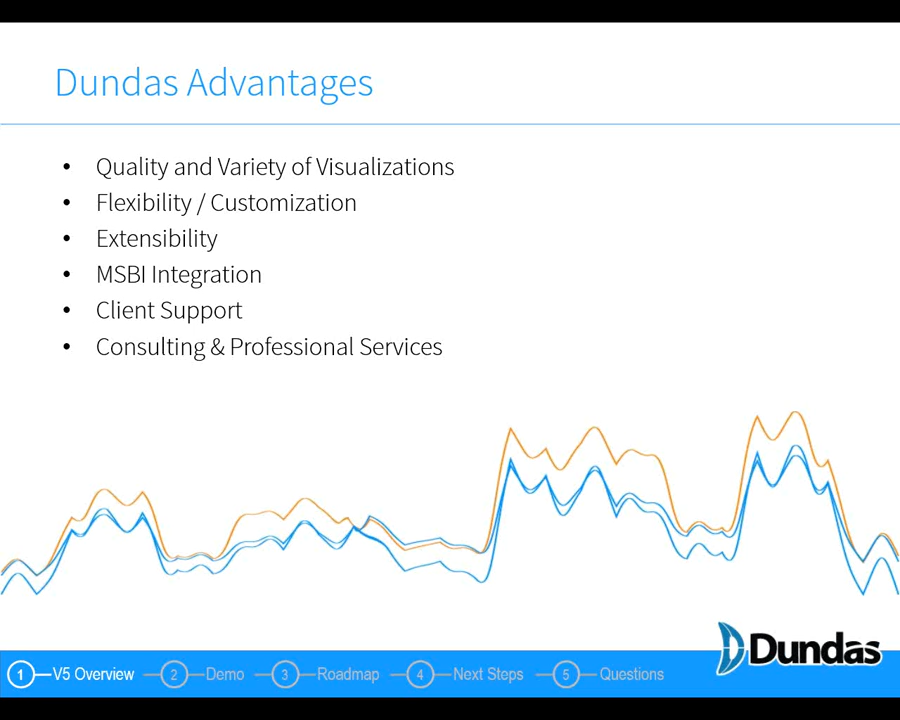 Dundas Advantages
• Quality and Variety of Visualizations
• Flexibility / Customization
• Extensibility
• MSBI Integration
• Client Support
• Consulting & Professional Services
Dundas
1 V5 Overview 2 Demo 3 Roadmap 4 Next Steps 5 Questions